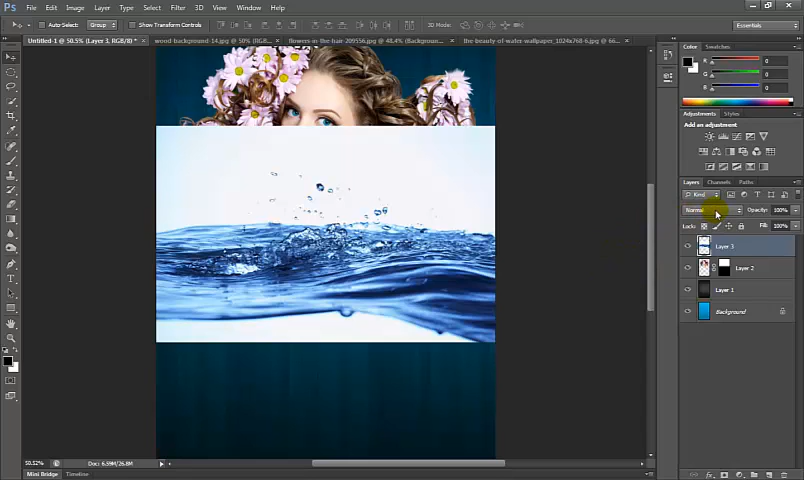 Ps File Edit Image Layer Type Select Filter 3D View Window Help
Auto-Select: Group Show Transform Controls 3D Mode: Essentials
Untitled-1 @ 50.5% (Layer 3, RGB/8) * × wood-background-14.jpg @ 50% (RGB... × flowers-in-the-hair-209556.jpg @ 48.4% (Backgroun... × the-beauty-of-water wallpaper_1024x768-6.jpg @ 66... ×
Color Swatches
R 0
G 0
B 0
Adjustments Styles
Add an adjustment
Layers Channels Paths
Kind
Normal Opacity: 100%
Lock: Fill: 100%
Layer 3
Layer 2
Layer 1
Background
50.52% Doc: 6.59M/26.8M
Mini Bridge Timeline